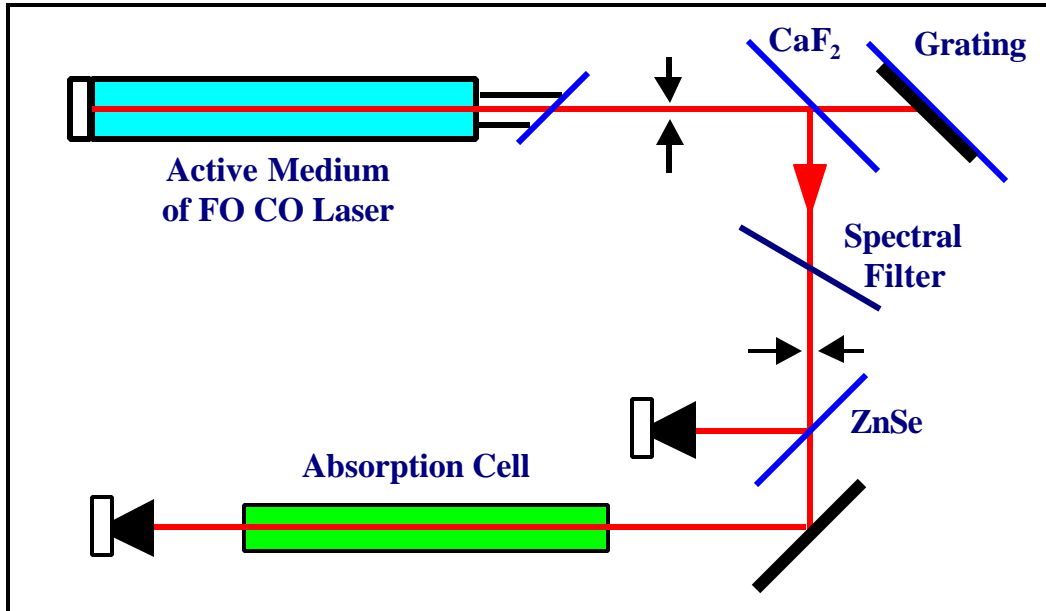 CaF₂
Grating
Active Medium
of FO CO Laser
Spectral
Filter
ZnSe
Absorption Cell